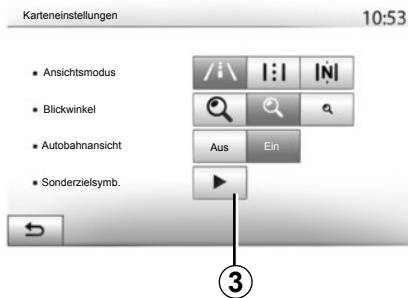 Karteneinstellungen 10:53
▪ Ansichtsmodus N
▪ Blickwinkel
▪ Autobahnansicht Aus Ein
▪ Sonderzielsymb.
3